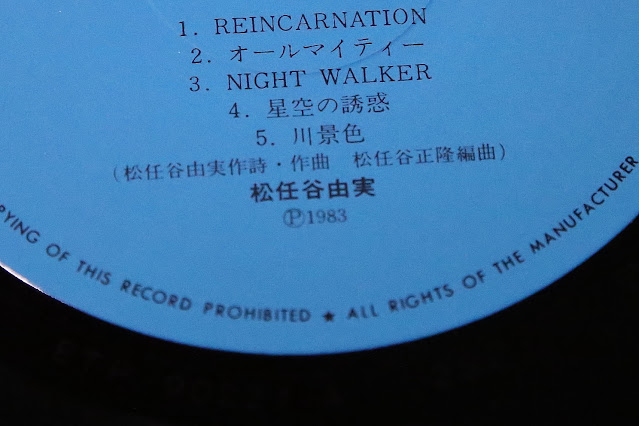 1. REINCARNATION
2. オールマイティー
3. NIGHT WALKER
4. 星空の誘惑
5. 川景色
(松任谷由実作詩・作曲　松任谷正隆編曲)
松任谷由実
Ⓟ1983
PYING OF THIS RECORD PROHIBITED ★ ALL RIGHTS OF THE MANUFACTURER